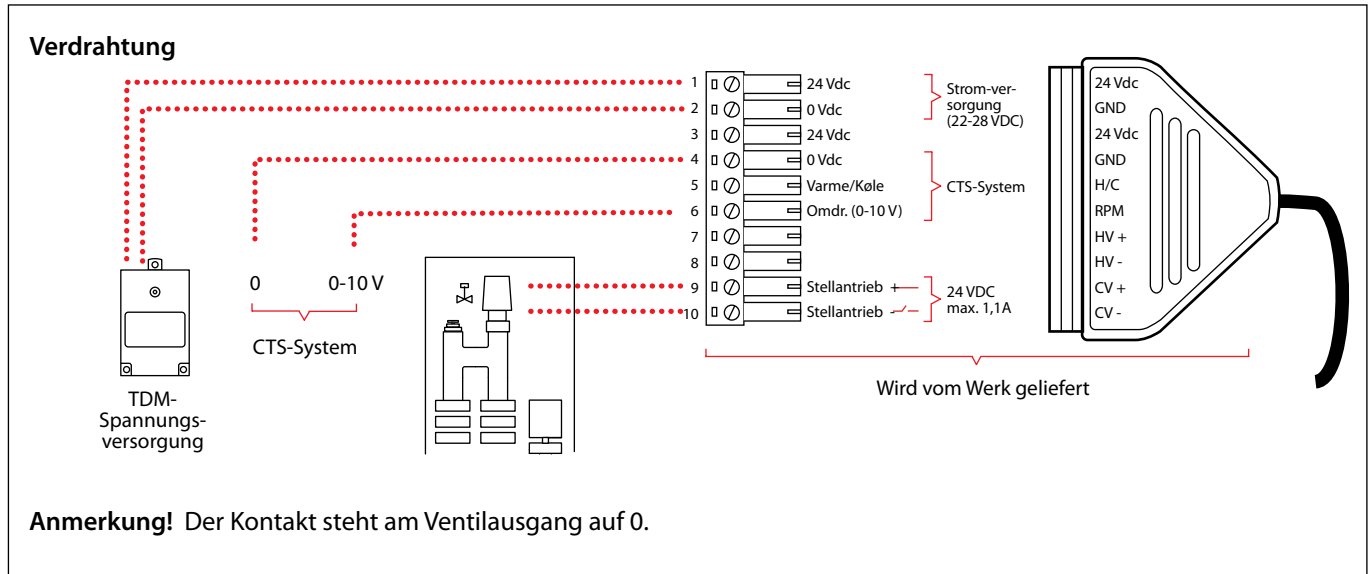 Verdrahtung
1
24 Vdc
2
0 Vdc
3
24 Vdc
4
0 Vdc
5
Varme/Køle
6
Omdr. (0-10 V)
7
8
9
Stellantrieb +
10
Stellantrieb -
Strom-ver-
sorgung
(22-28 VDC)
CTS-System
24 VDC
max. 1,1A
24 Vdc
GND
24 Vdc
GND
H/C
RPM
HV +
HV -
CV +
CV -
0
0-10 V
CTS-System
TDM-
Spannungs-
versorgung
Wird vom Werk geliefert
Anmerkung! Der Kontakt steht am Ventilausgang auf 0.